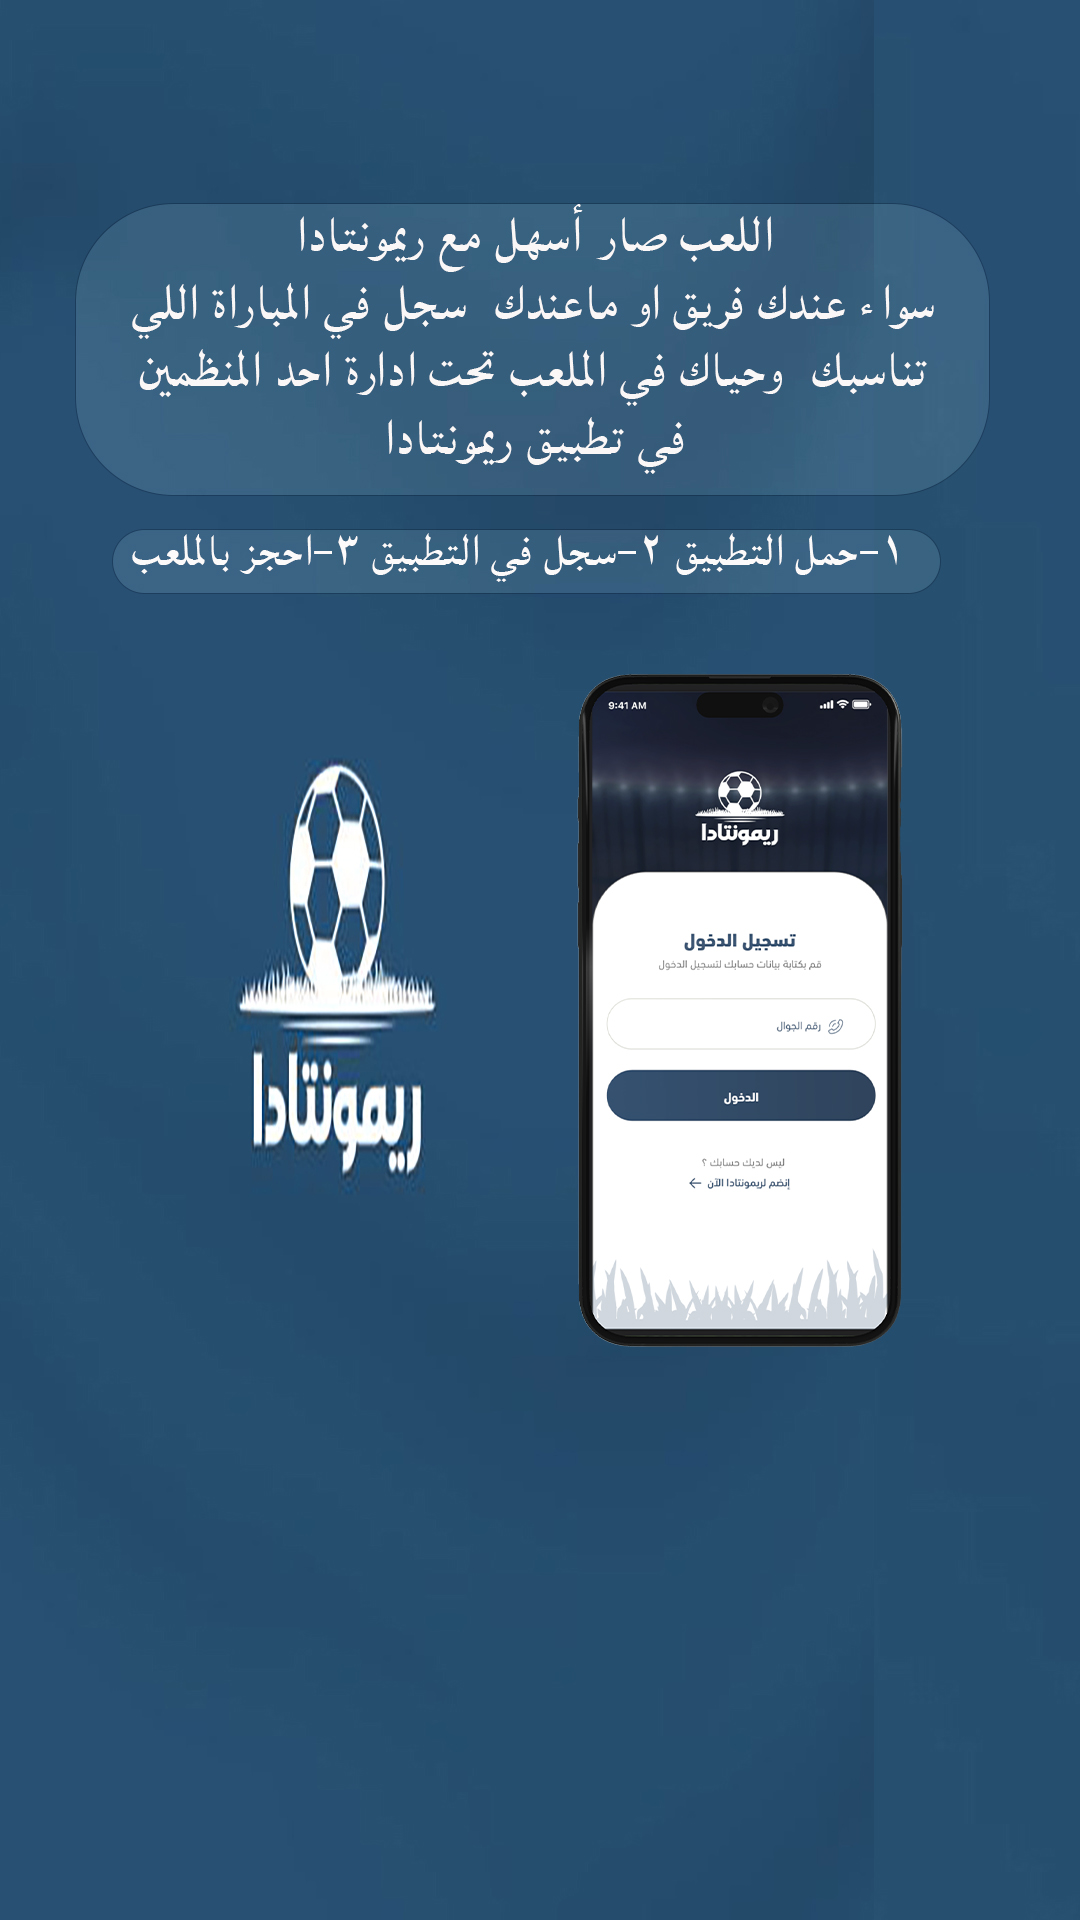 اللعب صار أسهل مع ريمونتادا
سواء عندك فريق او ماعندك سجل في المباراة اللي
تناسبك وحياك في الملعب تحت ادارة احد المنظمين
في تطبيق ريمونتادا
١-حمل التطبيق ٢-سجل في التطبيق ٣-احجز بالملعب
ريمونتادا
9:41 AM
ريمونتادا
تسجيل الدخول
قم بكتابة بيانات حسابك لتسجيل الدخول
رقم الجوال
الدخول
ليس لديك حسابك ؟
إنضم لريمونتادا الآن